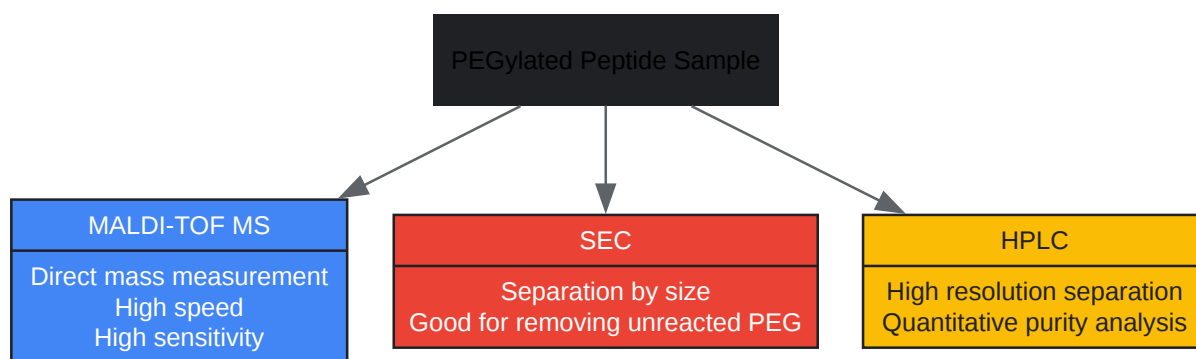 PEGylated Peptide Sample
MALDI-TOF MS
Direct mass measurement
High speed
High sensitivity
SEC
Separation by size
Good for removing unreacted PEG
HPLC
High resolution separation
Quantitative purity analysis